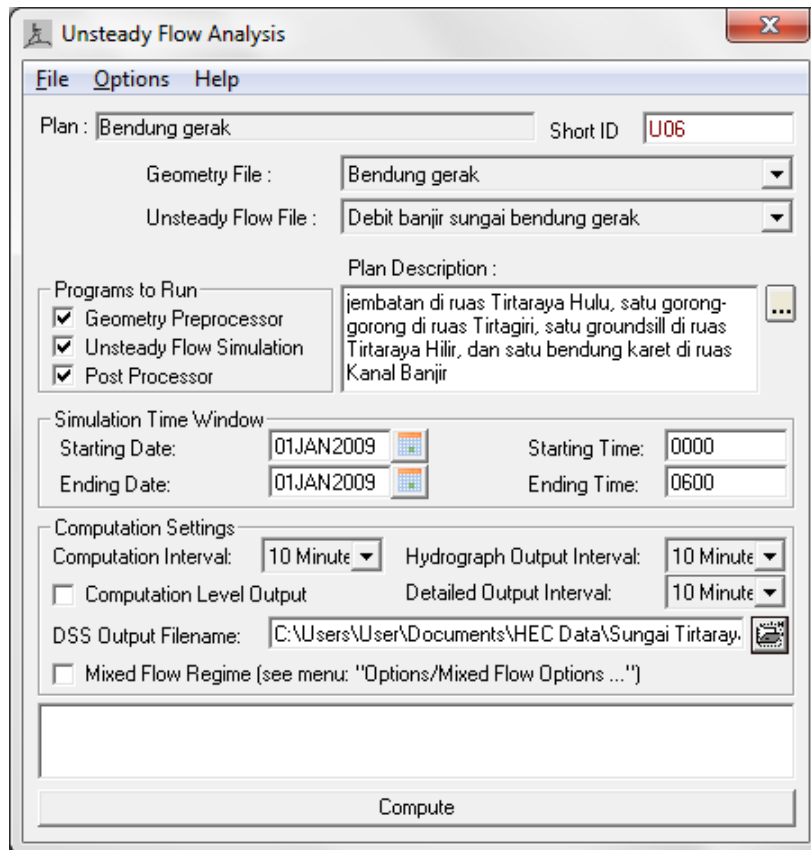 Unsteady Flow Analysis
File Options Help
Plan : Bendung gerak Short ID U06
Geometry File : Bendung gerak
Unsteady Flow File : Debit banjir sungai bendung gerak
Plan Description :
Programs to Run
Geometry Preprocessor
Unsteady Flow Simulation
Post Processor
jembatan di ruas Tirtaraya Hulu, satu gorong-
gorong di ruas Tirtagiri, satu groundsill di ruas
Tirtaraya Hilir, dan satu bendung karet di ruas
Kanal Banjir
...
Simulation Time Window
Starting Date: 01JAN2009 Starting Time: 0000
Ending Date: 01JAN2009 Ending Time: 0600
Computation Settings
Computation Interval: 10 Minute Hydrograph Output Interval: 10 Minute
Computation Level Output Detailed Output Interval: 10 Minute
DSS Output Filename: C:\Users\User\Documents\HEC Data\Sungai Tirtaray
Mixed Flow Regime (see menu: "Options/Mixed Flow Options ...")
Compute